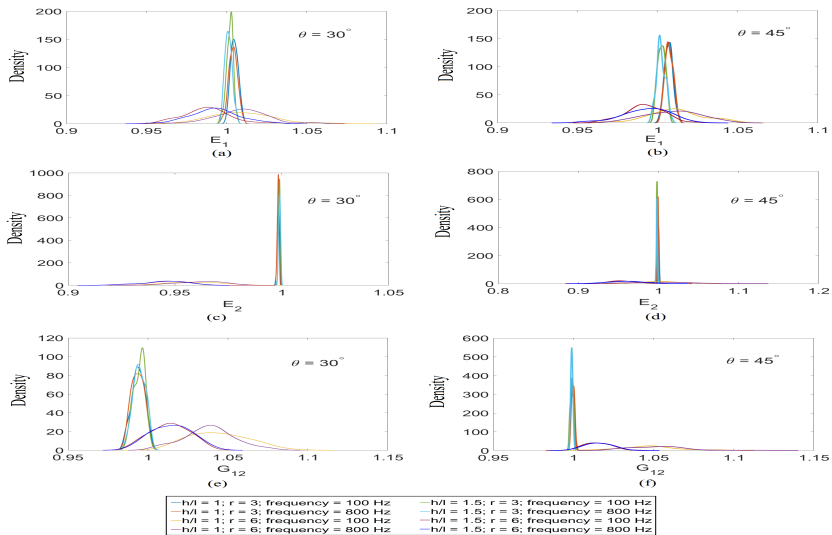 200
150
100
50
0
Density
θ = 30°
0.9 0.95 1 1.05 1.1
E1
(a)
200
150
100
50
0
Density
θ = 45°
0.9 0.95 1 1.05 1.1
E1
(b)
1000
800
600
400
200
0
Density
θ = 30°
0.9 0.95 1 1.05
E2
(c)
800
600
400
200
0
Density
θ = 45°
0.8 0.9 1 1.1 1.2
E2
(d)
120
100
80
60
40
20
0
Density
θ = 30°
0.95 1 1.05 1.1 1.15
G12
(e)
600
500
400
300
200
100
0
Density
θ = 45°
0.95 1 1.05 1.1 1.15
G12
(f)
h/l = 1; r = 3; frequency = 100 Hz
h/l = 1; r = 3; frequency = 800 Hz
h/l = 1; r = 6; frequency = 100 Hz
h/l = 1; r = 6; frequency = 800 Hz
h/l = 1.5; r = 3; frequency = 100 Hz
h/l = 1.5; r = 3; frequency = 800 Hz
h/l = 1.5; r = 6; frequency = 100 Hz
h/l = 1.5; r = 6; frequency = 800 Hz